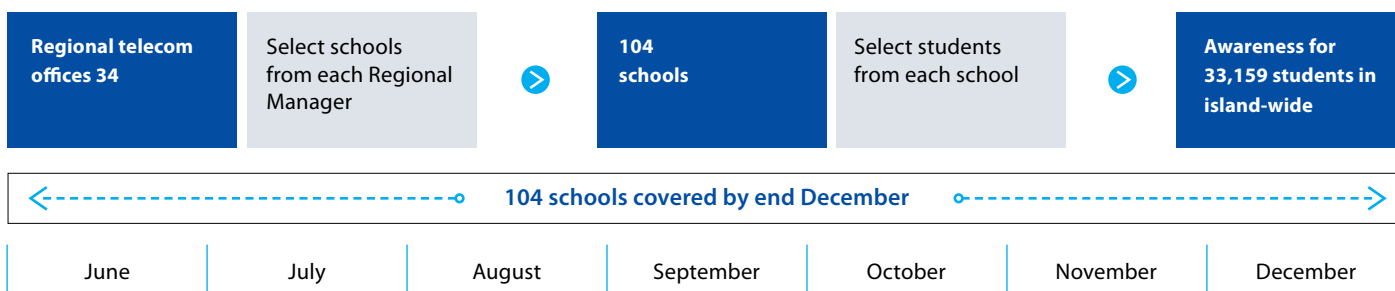 Regional telecom
offices 34
Select schools
from each Regional
Manager
104
schools
Select students
from each school
Awareness for
33,159 students in
island-wide
104 schools covered by end December
June
July
August
September
October
November
December